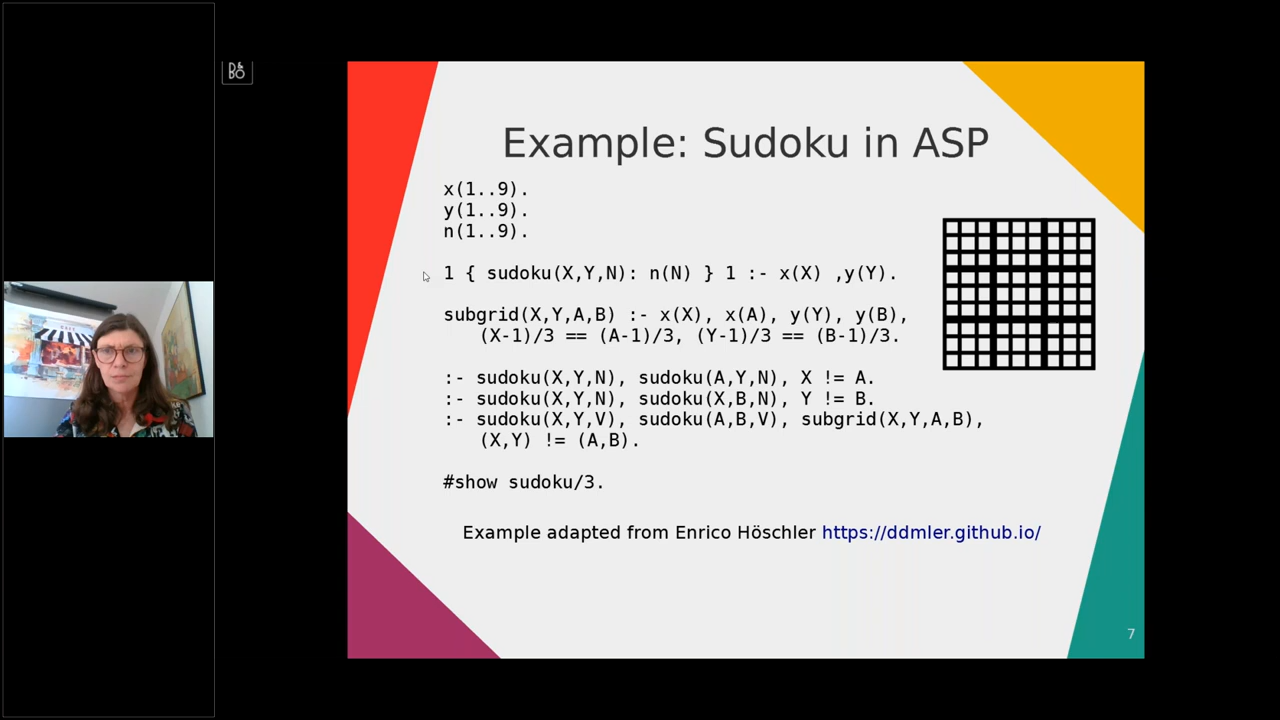 D&
BO
Example: Sudoku in ASP
x(1..9).
y(1..9).
n(1..9).
1 { sudoku(X,Y,N): n(N) } 1 :- x(X) ,y(Y).
subgrid(X,Y,A,B) :- x(X), x(A), y(Y), y(B),
(X-1)/3 == (A-1)/3, (Y-1)/3 == (B-1)/3.
:- sudoku(X,Y,N), sudoku(A,Y,N), X != A.
:- sudoku(X,Y,N), sudoku(X,B,N), Y != B.
:- sudoku(X,Y,V), sudoku(A,B,V), subgrid(X,Y,A,B),
(X,Y) != (A,B).
#show sudoku/3.
Example adapted from Enrico Höschler https://ddmler.github.io/
7